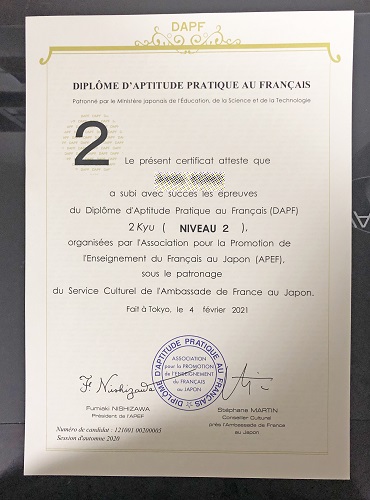 DAPF
DIPLÔME D'APTITUDE PRATIQUE AU FRANÇAIS
Patronné par le Ministère japonais de l'Éducation, de la Science et de la Technologie
2
Le présent certificat atteste que
a subi avec succès les épreuves
du Diplôme d'Aptitude Pratique au Français (DAPF)
2 Kyu ( NIVEAU 2 ),
organisées par l'Association pour la Promotion de
l'Enseignement du Français au Japon (APEF),
sous le patronage
du Service Culturel de l'Ambassade de France au Japon.
Fait à Tokyo, le 4 février 2021
DIPLÔME D'APTITUDE PRATIQUE AU FRANÇAIS
ASSOCIATION
pour la PROMOTION
de l'ENSEIGNEMENT
du FRANÇAIS
au JAPON
Fumiaki NISHIZAWA
Président de l'APEF
Stéphane MARTIN
Conseiller Culturel
près l'Ambassade de France
au Japon
Numéro de candidat : 121001 00200005
Session d'automne 2020